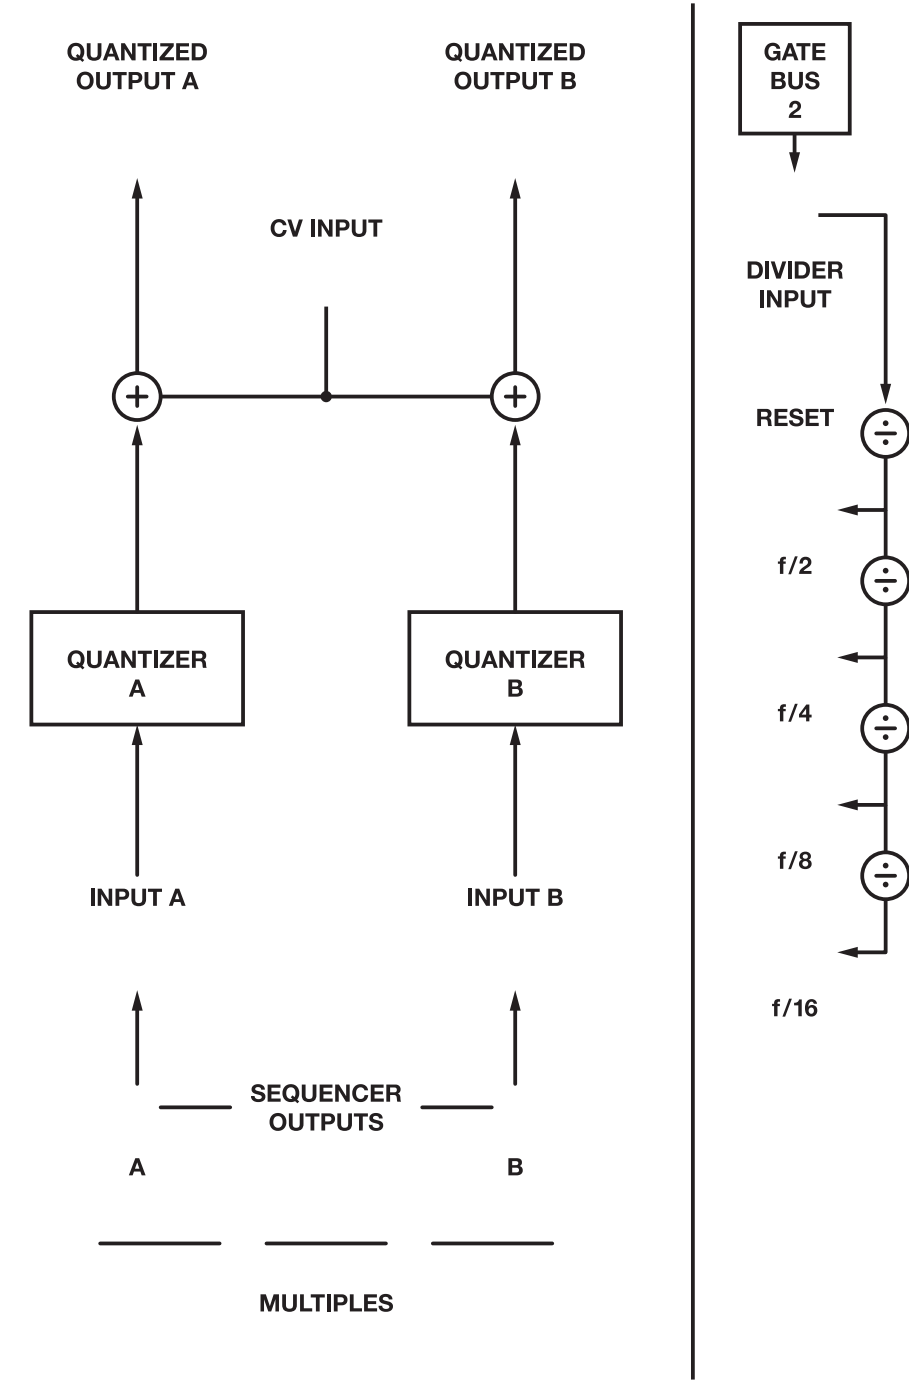 QUANTIZED
OUTPUT A
QUANTIZED
OUTPUT B
CV INPUT
QUANTIZER
A
QUANTIZER
B
INPUT A
INPUT B
SEQUENCER
OUTPUTS
A
B
MULTIPLES
GATE
BUS
2
DIVIDER
INPUT
RESET
f/2
f/4
f/8
f/16